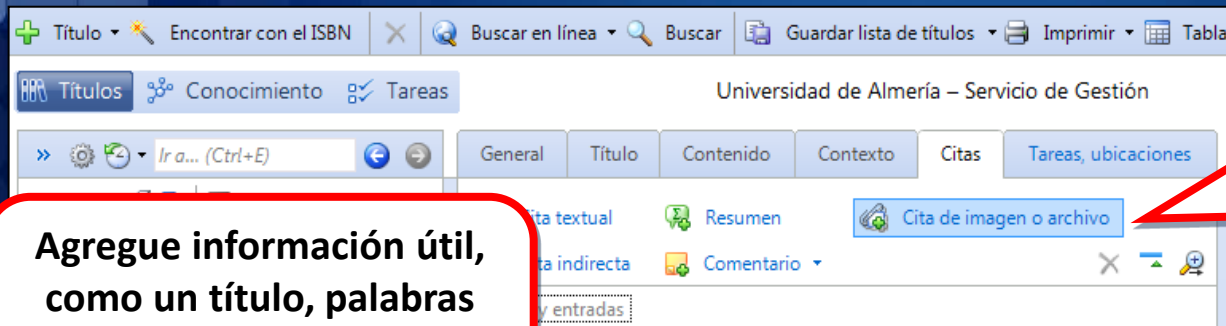 Título Encontrar con el ISBN Buscar en línea Buscar Guardar lista de títulos Imprimir Tabla
Títulos Conocimiento Tareas Universidad de Almería – Servicio de Gestión
Ir a... (Ctrl+E) General Título Contenido Contexto Citas Tareas, ubicaciones
textual Resumen Cita de imagen o archivo
indirecta Comentario
y entradas
Agregue información útil,
como un título, palabras